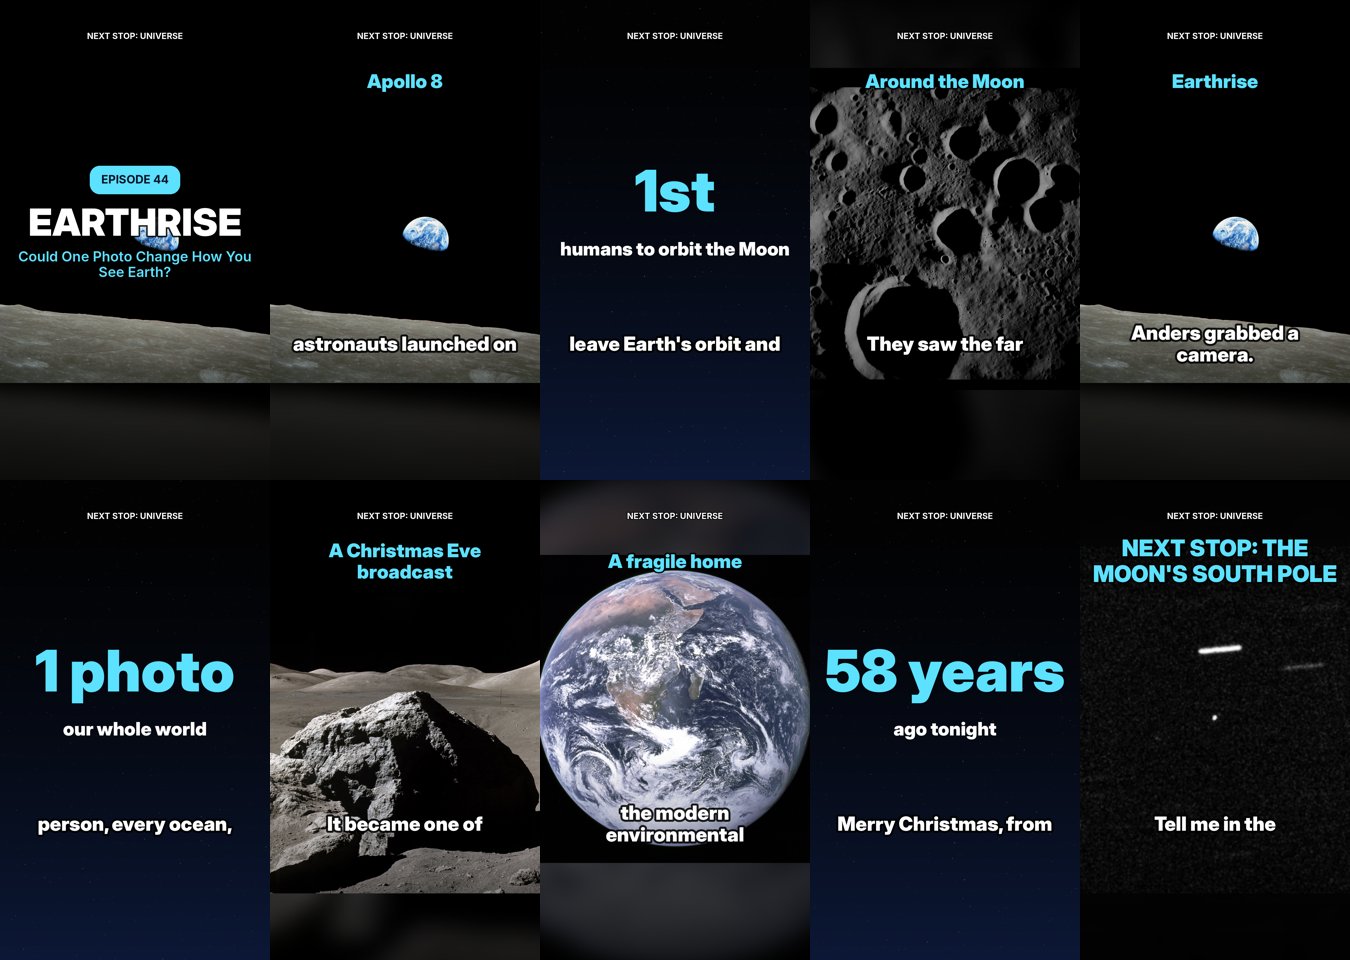 NEXT STOP: UNIVERSE
EPISODE 44
EARTHRISE
Could One Photo Change How You
See Earth?
NEXT STOP: UNIVERSE
Apollo 8
astronauts launched on
NEXT STOP: UNIVERSE
1st
humans to orbit the Moon
leave Earth's orbit and
NEXT STOP: UNIVERSE
Around the Moon
They saw the far
NEXT STOP: UNIVERSE
Earthrise
Anders grabbed a
camera.
NEXT STOP: UNIVERSE
1 photo
our whole world
person, every ocean,
NEXT STOP: UNIVERSE
A Christmas Eve
broadcast
It became one of
NEXT STOP: UNIVERSE
A fragile home
the modern
environmental
NEXT STOP: UNIVERSE
58 years
ago tonight
Merry Christmas, from
NEXT STOP: UNIVERSE
NEXT STOP: THE
MOON'S SOUTH POLE
Tell me in the